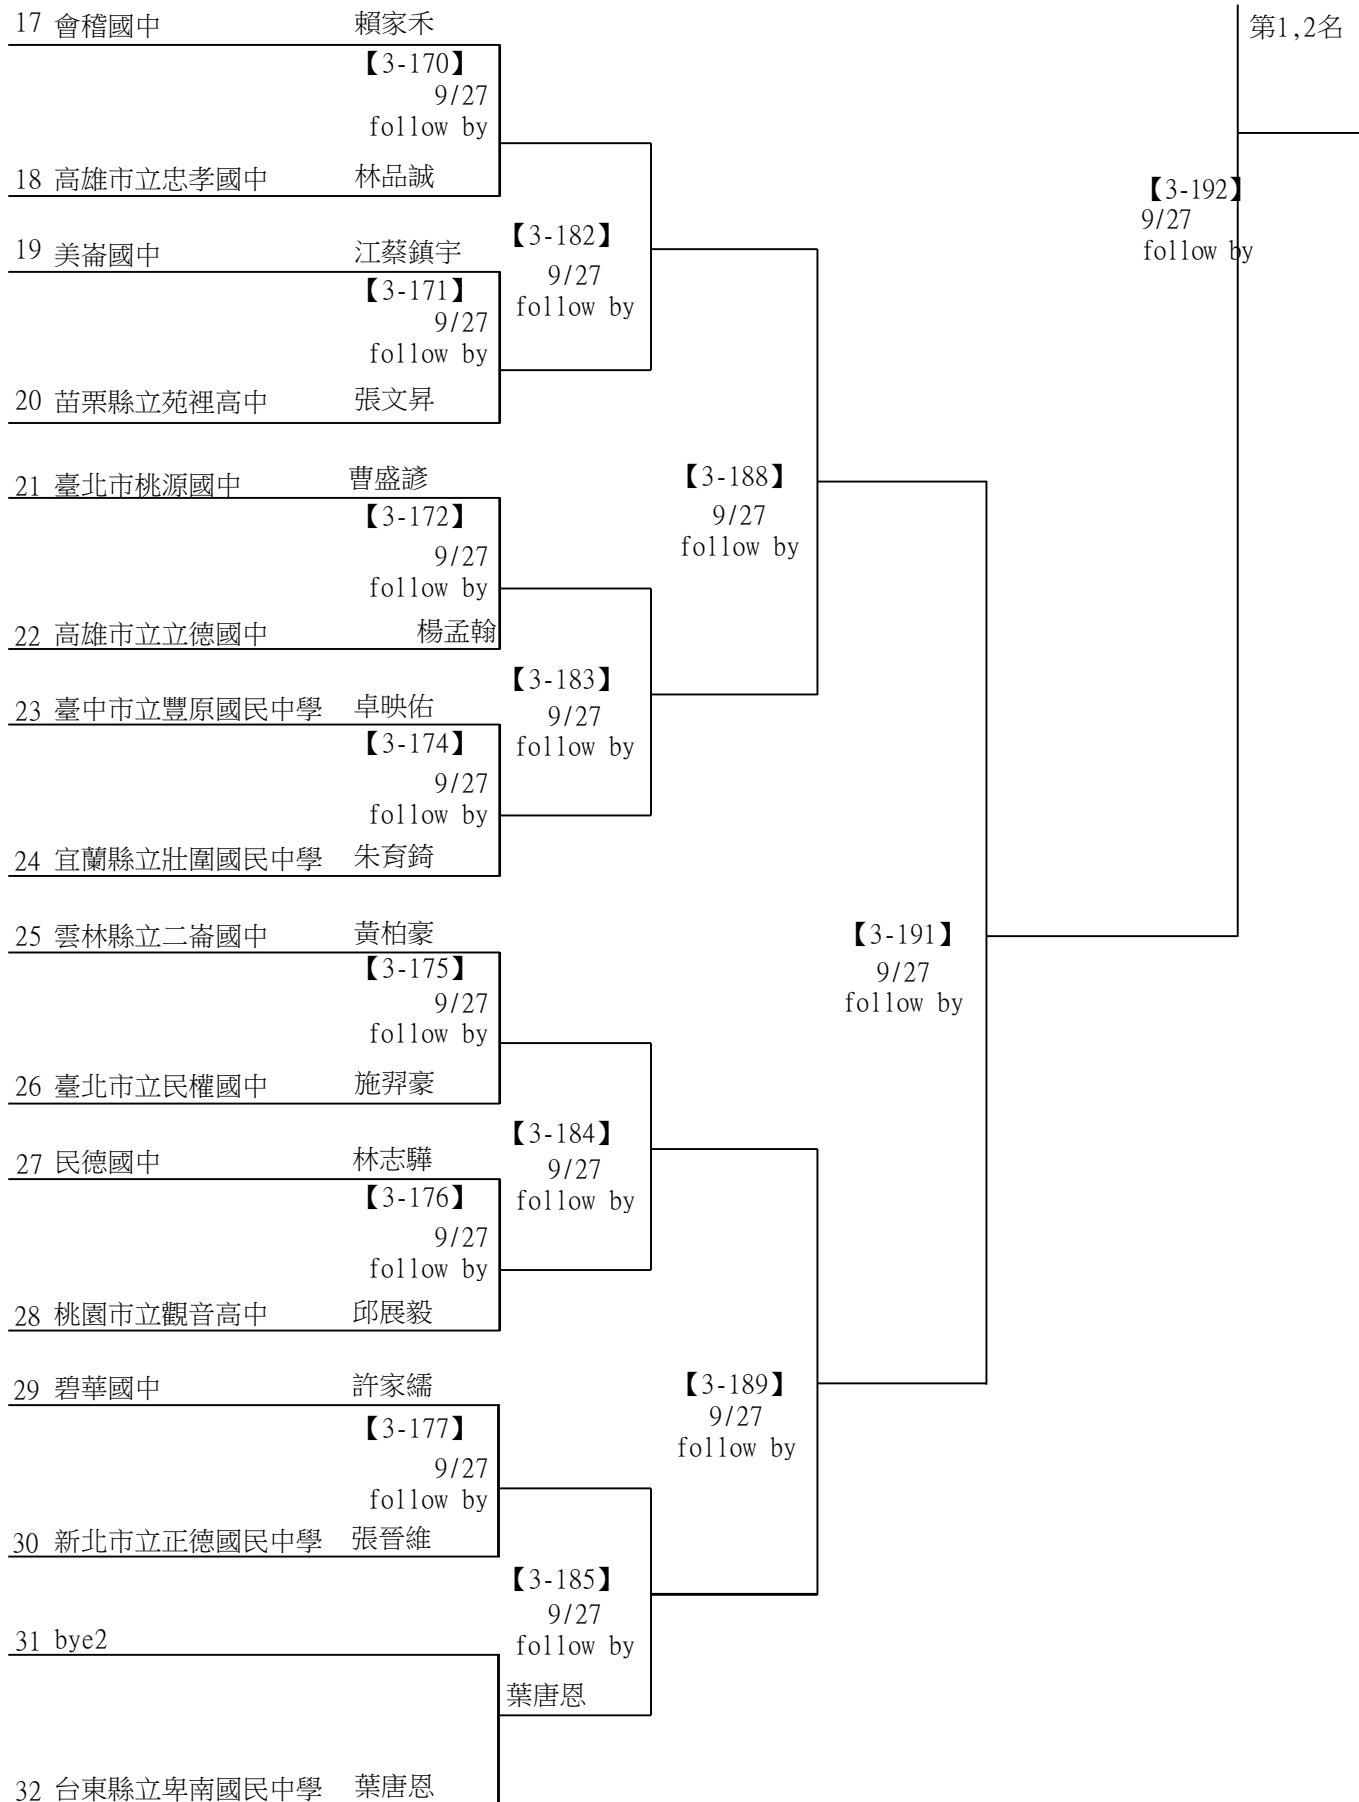 17 會稽國中 賴家禾
第1,2名
【3-170】
9/27
follow by
18 高雄市立忠孝國中 林品誠
【3-192】
9/27
follow by
19 美崙國中 江蔡鎮宇
【3-182】
9/27
follow by
【3-171】
9/27
follow by
20 苗栗縣立苑裡高中 張文昇
21 臺北市桃源國中 曹盛諺
【3-188】
9/27
follow by
【3-172】
9/27
follow by
22 高雄市立立德國中 楊孟翰
【3-183】
9/27
follow by
23 臺中市立豐原國民中學 卓映佑
【3-174】
9/27
follow by
24 宜蘭縣立壯圍國民中學 朱育錡
25 雲林縣立二崙國中 黃柏豪
【3-191】
9/27
follow by
【3-175】
9/27
follow by
26 臺北市立民權國中 施羿豪
【3-184】
9/27
follow by
27 民德國中 林志驊
【3-176】
9/27
follow by
28 桃園市立觀音高中 邱展毅
29 碧華國中 許家繻
【3-189】
9/27
follow by
【3-177】
9/27
follow by
30 新北市立正德國民中學 張晉維
【3-185】
9/27
follow by
31 bye2
葉唐恩
32 台東縣立卑南國民中學 葉唐恩